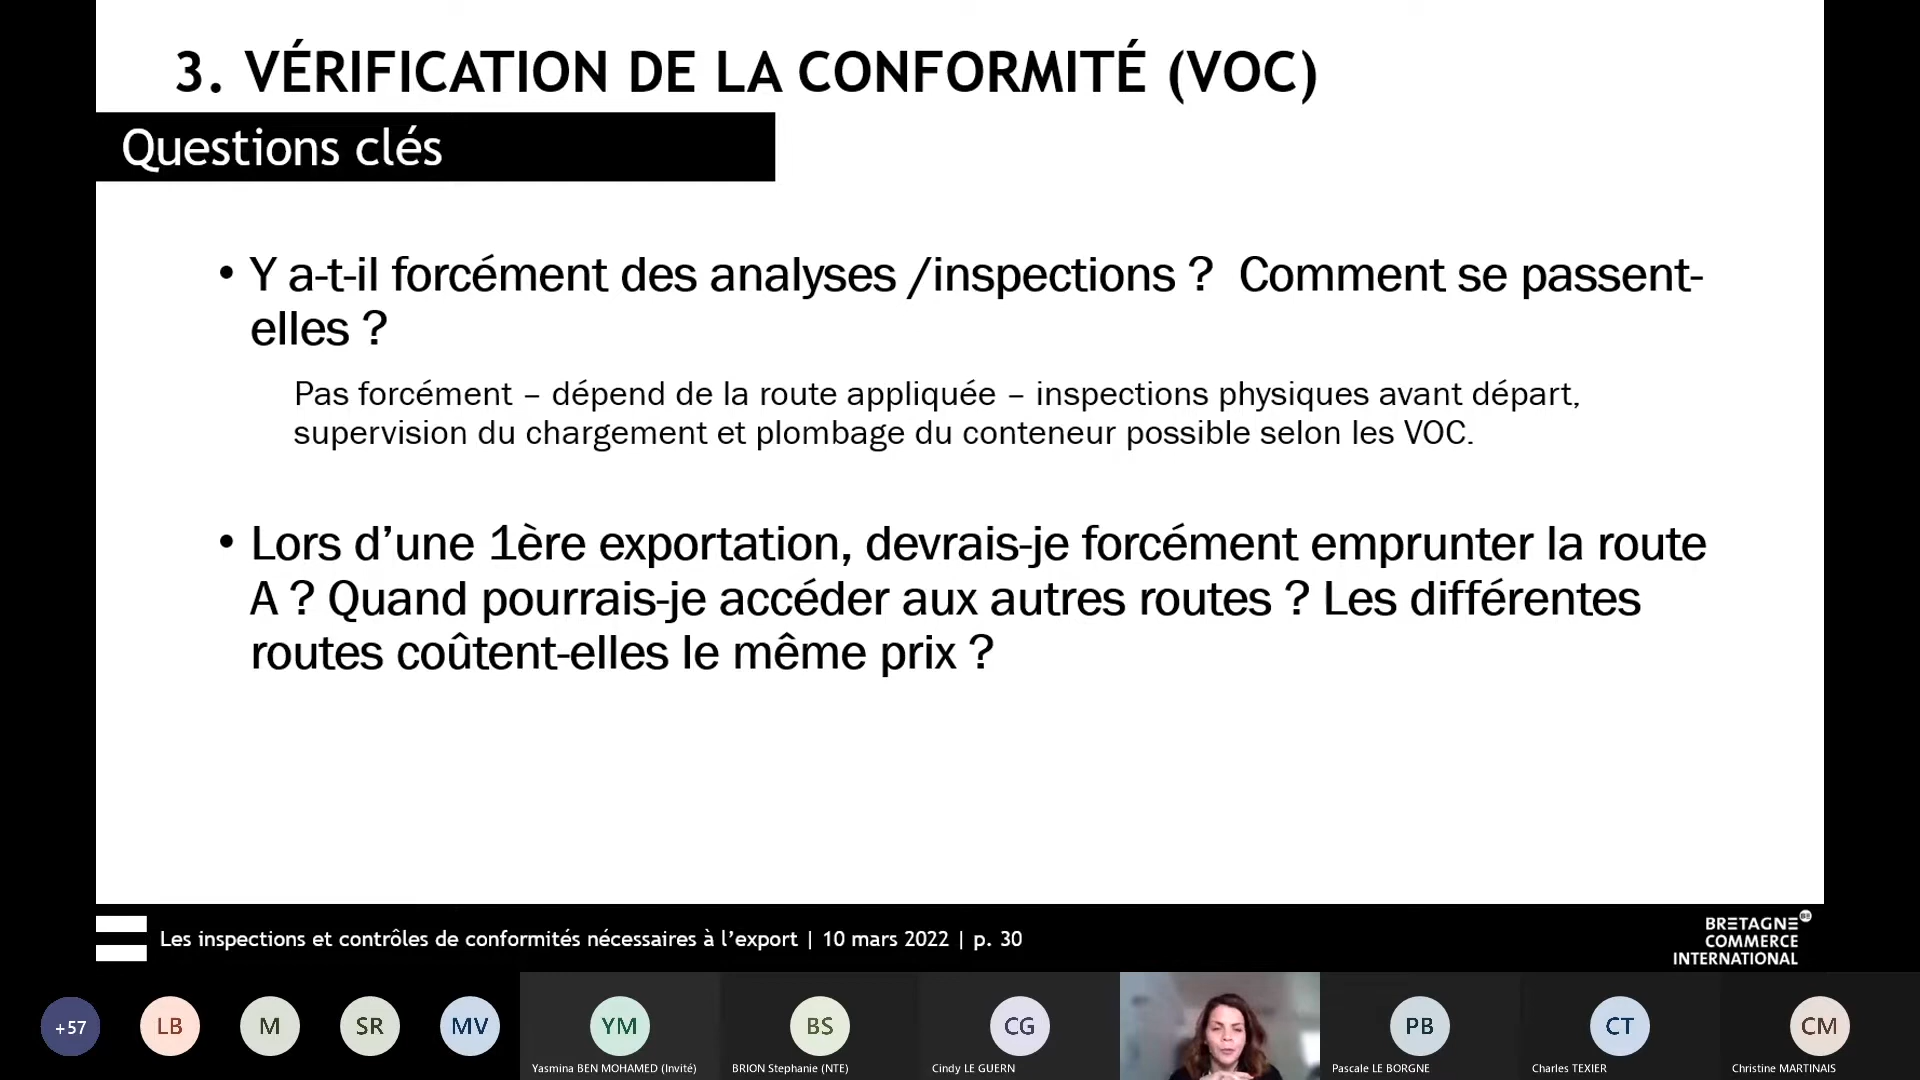 3. VÉRIFICATION DE LA CONFORMITÉ (VOC)
Questions clés
• Y a-t-il forcément des analyses /inspections ?  Comment se passent-
elles ?
Pas forcément – dépend de la route appliquée – inspections physiques avant départ,
supervision du chargement et plombage du conteneur possible selon les VOC.
• Lors d’une 1ère exportation, devrais-je forcément emprunter la route
A ? Quand pourrais-je accéder aux autres routes ? Les différentes
routes coûtent-elles le même prix ?
Les inspections et contrôles de conformités nécessaires à l’export | 10 mars 2022 | p. 30
BRETAGNE
COMMERCE
INTERNATIONAL
+57
LB
M
SR
MV
YM
BS
CG
PB
CT
CM
Yasmina BEN MOHAMED (Invité)
BRION Stephanie (NTE)
Cindy LE GUERN
Pascale LE BORGNE
Charles TEXIER
Christine MARTINAIS